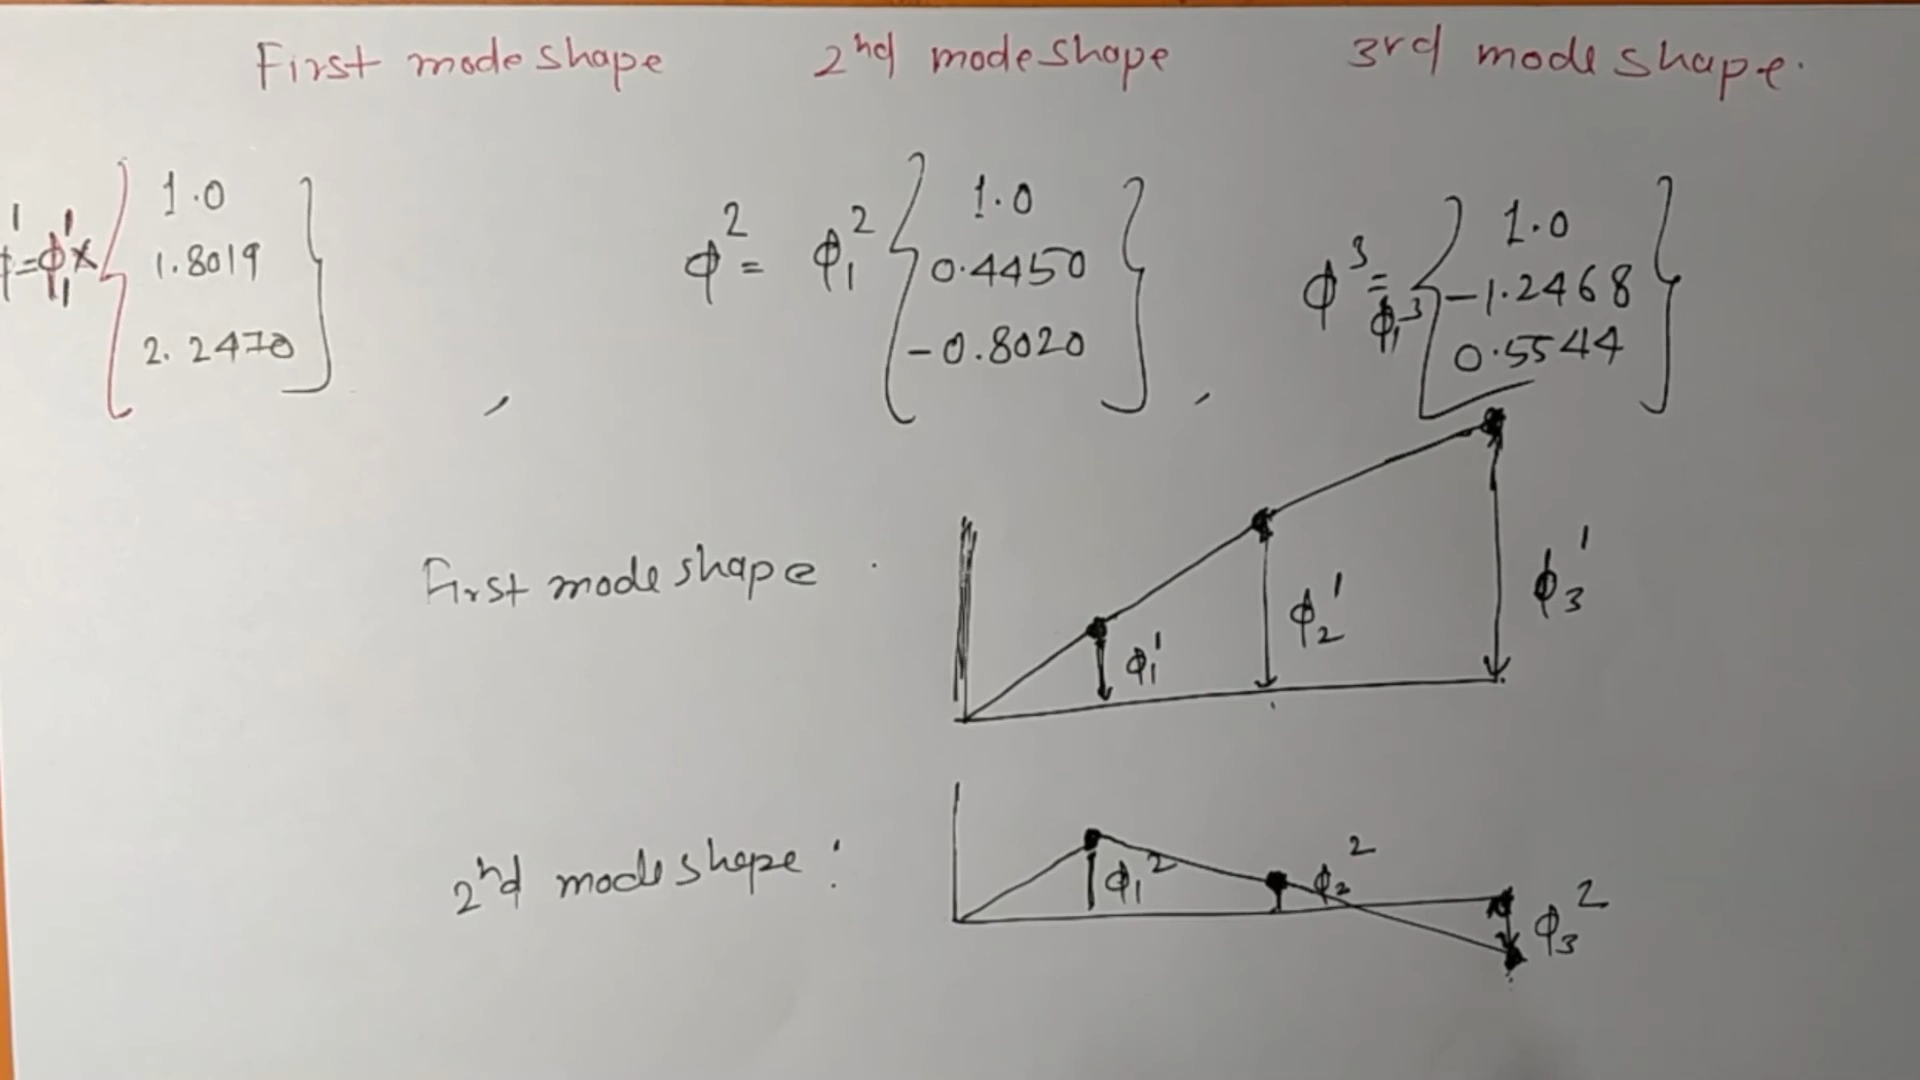 First mode shape 2nd mode shape 3rd mode shape.
ϕ¹=ϕ₁¹× { 1.0 1.8019 2.2470 } ,
ϕ² = ϕ₁² { 1.0 0.4450 -0.8020 } ,
ϕ³ = ϕ₁³ { 1.0 -1.2468 0.5544 }
First mode shape .
ϕ₁¹ ϕ₂¹ ϕ₃¹
2nd mode shape :
ϕ₁² ϕ₂² ϕ₃²